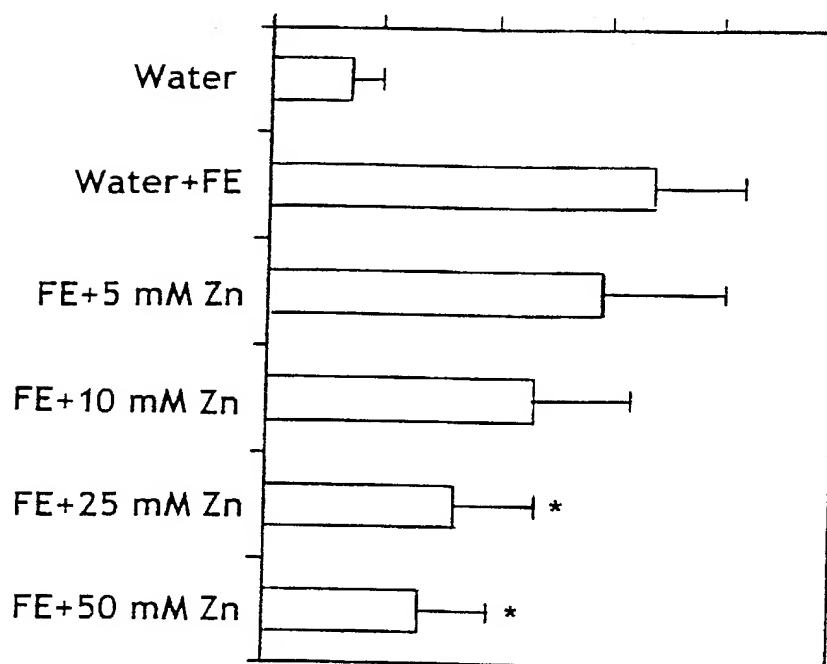 Water
Water+FE
FE+5 mM Zn
FE+10 mM Zn
FE+25 mM Zn *
FE+50 mM Zn *